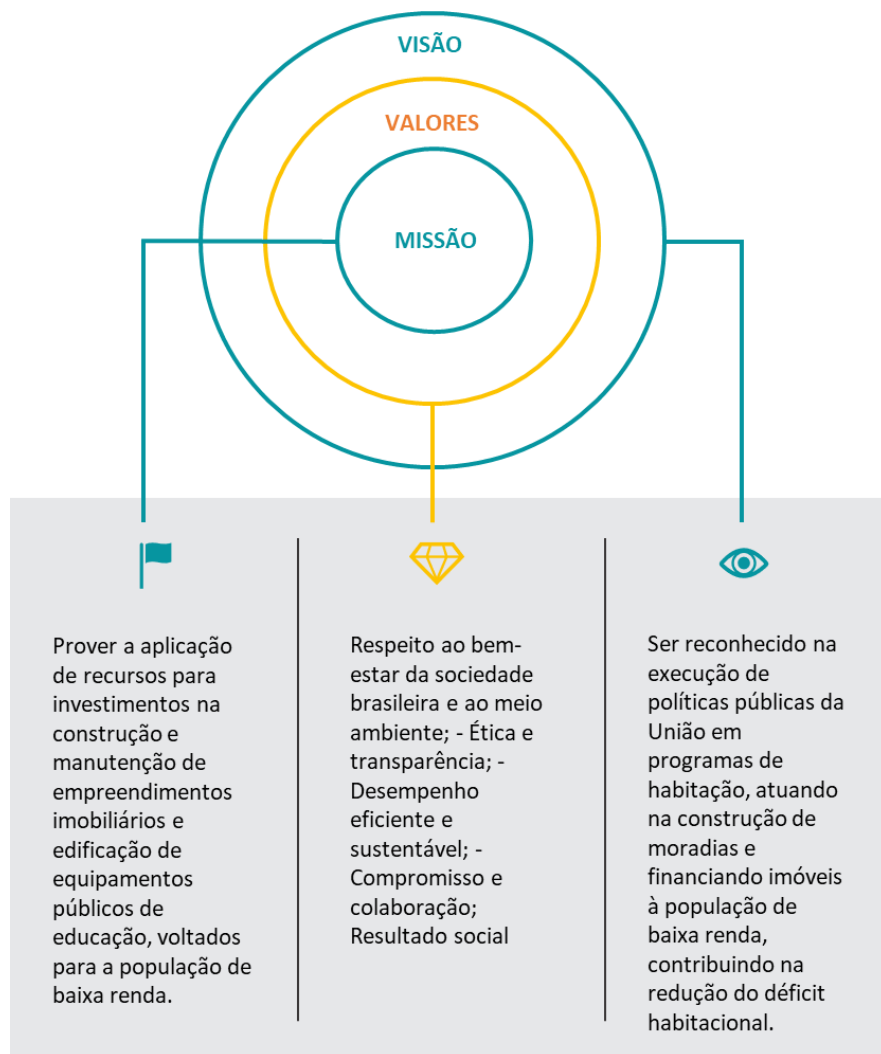 VISÃO
VALORES
MISSÃO
Prover a aplicação
de recursos para
investimentos na
construção e
manutenção de
empreendimentos
imobiliários e
edificação de
equipamentos
públicos de
educação, voltados
para a população de
baixa renda.
Respeito ao bem-
estar da sociedade
brasileira e ao meio
ambiente; - Ética e
transparência; -
Desempenho
eficiente e
sustentável; -
Compromisso e
colaboração;
Resultado social
Ser reconhecido na
execução de
políticas públicas da
União em
programas de
habitação, atuando
na construção de
moradias e
financiando imóveis
à população de
baixa renda,
contribuindo na
redução do déficit
habitacional.